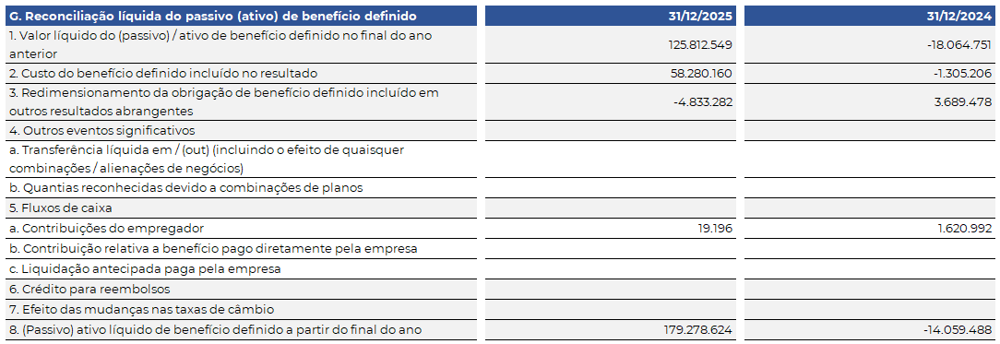 G. Reconciliação líquida do passivo (ativo) de benefício definido 31/12/2025 31/12/2024
1. Valor líquido do (passivo) / ativo de benefício definido no final do ano
anterior 125.812.549 -18.064.751
2. Custo do benefício definido incluído no resultado 58.280.160 -1.305.206
3. Redimensionamento da obrigação de benefício definido incluído em
outros resultados abrangentes -4.833.282 3.689.478
4. Outros eventos significativos
a. Transferência líquida em / (out) (incluindo o efeito de quaisquer
combinações / alienações de negócios)
b. Quantias reconhecidas devido a combinações de planos
5. Fluxos de caixa
a. Contribuições do empregador 19.196 1.620.992
b. Contribuição relativa a benefício pago diretamente pela empresa
c. Liquidação antecipada paga pela empresa
6. Crédito para reembolsos
7. Efeito das mudanças nas taxas de câmbio
8. (Passivo) ativo líquido de benefício definido a partir do final do ano 179.278.624 -14.059.488